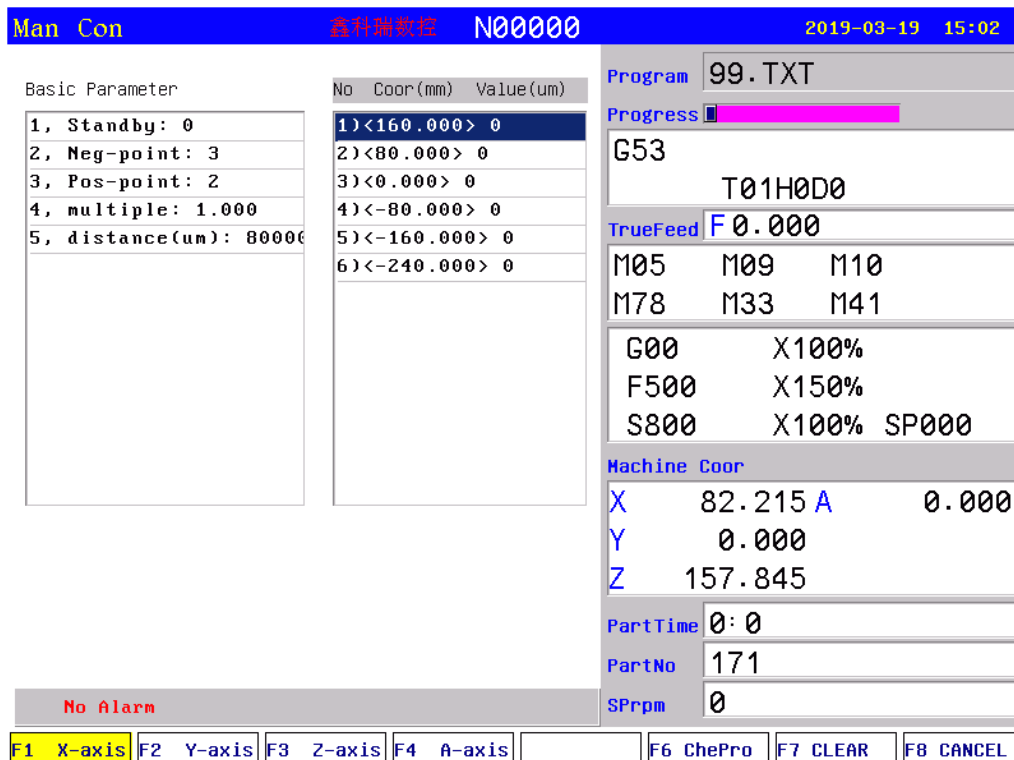 Man Con 鑫科瑞数控 N00000 2019-03-19 15:02
Basic Parameter
1, Standby: 0
2, Neg-point: 3
3, Pos-point: 2
4, multiple: 1.000
5, distance(um): 80000
No Coor(mm) Value(um)
1)<160.000> 0
2)<80.000> 0
3)<0.000> 0
4)<-80.000> 0
5)<-160.000> 0
6)<-240.000> 0
Program 99.TXT
Progress
G53
T01H0D0
TrueFeed F 0.000
M05 M09 M10
M78 M33 M41
G00 X100%
F500 X150%
S800 X100% SP000
Machine Coor
X 82.215 A 0.000
Y 0.000
Z 157.845
PartTime 0:0
PartNo 171
SPrpm 0
No Alarm
F1 X-axis F2 Y-axis F3 Z-axis F4 A-axis F6 ChePro F7 CLEAR F8 CANCEL